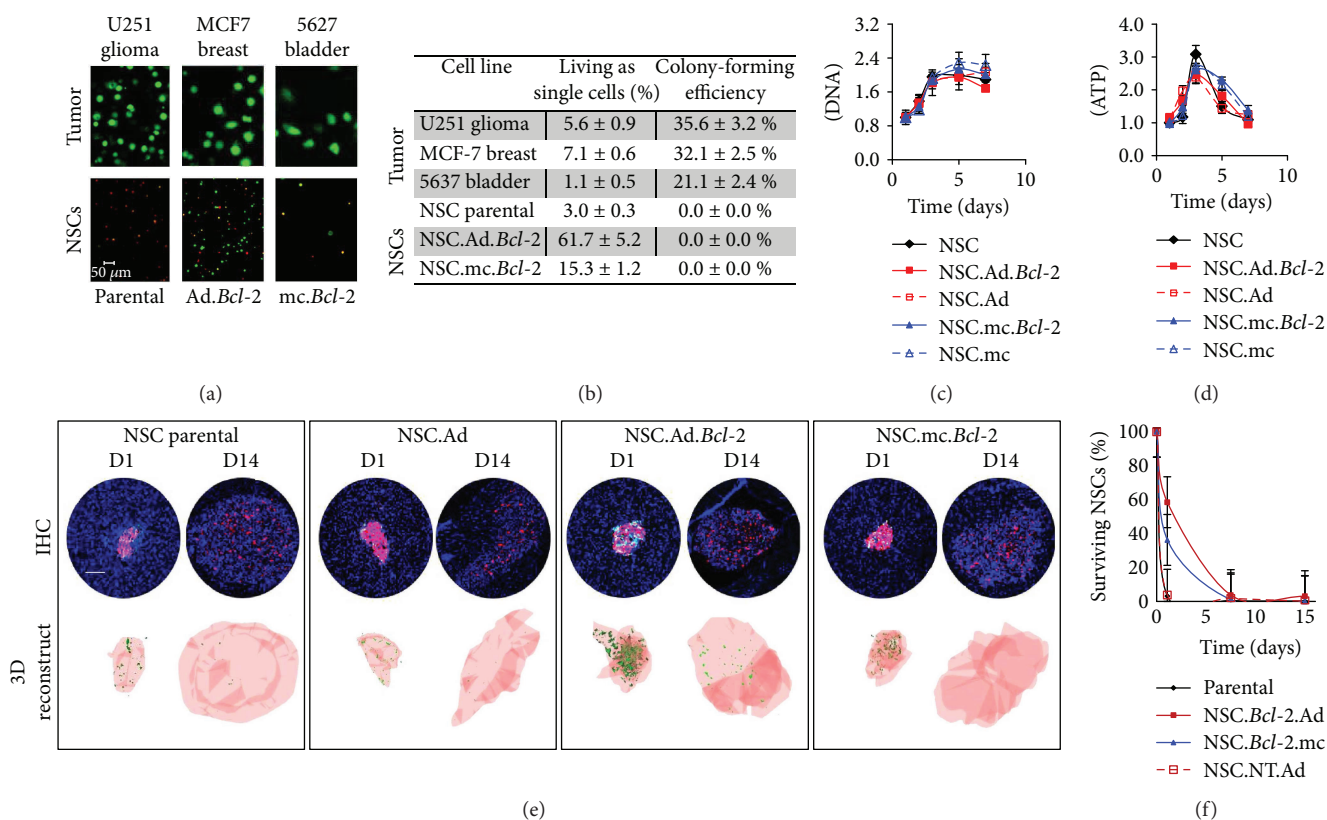 U251 glioma
MCF7 breast
5627 bladder
Tumor
NSCs
50 μm
Parental
Ad.Bcl-2
mc.Bcl-2
(a)
Cell line
Living as single cells (%)
Colony-forming efficiency
Tumor
U251 glioma 5.6 ± 0.9 35.6 ± 3.2 %
MCF-7 breast 7.1 ± 0.6 32.1 ± 2.5 %
5637 bladder 1.1 ± 0.5 21.1 ± 2.4 %
NSCs
NSC parental 3.0 ± 0.3 0.0 ± 0.0 %
NSC.Ad.Bcl-2 61.7 ± 5.2 0.0 ± 0.0 %
NSC.mc.Bcl-2 15.3 ± 1.2 0.0 ± 0.0 %
(b)
(DNA)
3.2
2.4
1.6
0.8
0.0
0 5 10
Time (days)
NSC
NSC.Ad.Bcl-2
NSC.Ad
NSC.mc.Bcl-2
NSC.mc
(c)
(ATP)
4.0
3.0
2.0
1.0
0.0
0 5 10
Time (days)
NSC
NSC.Ad.Bcl-2
NSC.Ad
NSC.mc.Bcl-2
NSC.mc
(d)
IHC
3D reconstruct
NSC parental
D1 D14
NSC.Ad
D1 D14
NSC.Ad.Bcl-2
D1 D14
NSC.mc.Bcl-2
D1 D14
(e)
Surviving NSCs (%)
100
80
60
40
20
0
0 5 10 15
Time (days)
Parental
NSC.Bcl-2.Ad
NSC.Bcl-2.mc
NSC.NT.Ad
(f)